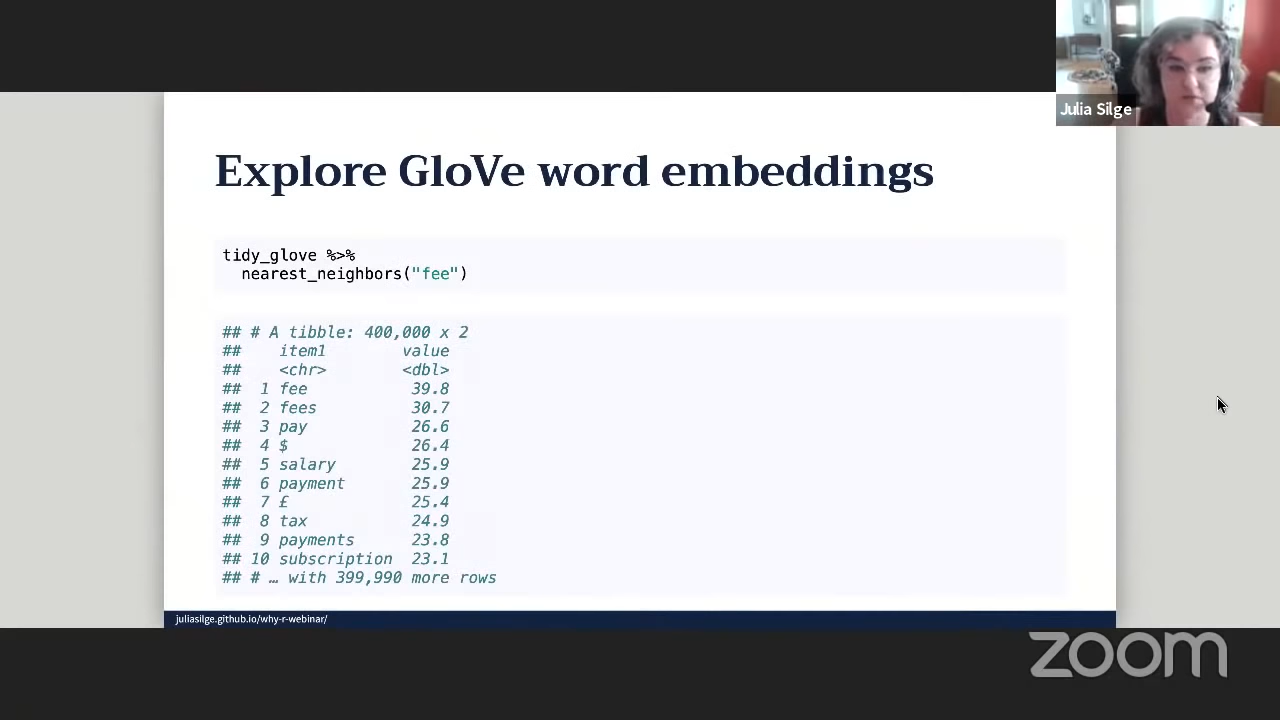 Julia Silge
Explore GloVe word embeddings
tidy_glove %>%
  nearest_neighbors("fee")
## # A tibble: 400,000 x 2
##    item1        value
##    <chr>        <dbl>
##  1 fee           39.8
##  2 fees          30.7
##  3 pay           26.6
##  4 $             26.4
##  5 salary        25.9
##  6 payment       25.9
##  7 £             25.4
##  8 tax           24.9
##  9 payments      23.8
## 10 subscription  23.1
## # … with 399,990 more rows
juliasilge.github.io/why-r-webinar/
zoom